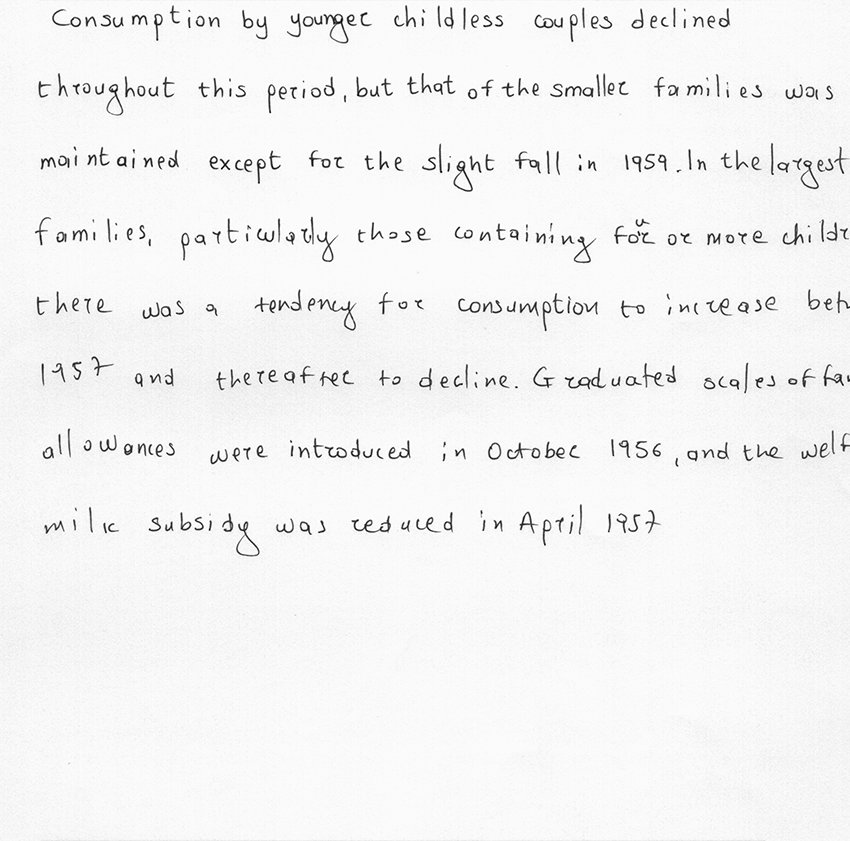 Consumption by younger childless couples declined
throughout this period, but that of the smaller families was
maintained except for the slight fall in 1959. In the largest
families, particularly those containing four or more childr
there was a tendency for consumption to increase bef
1957 and thereafter to decline. Graduated scales of fa
allowances were introduced in October 1956, and the welf
milk subsidy was reduced in April 1957